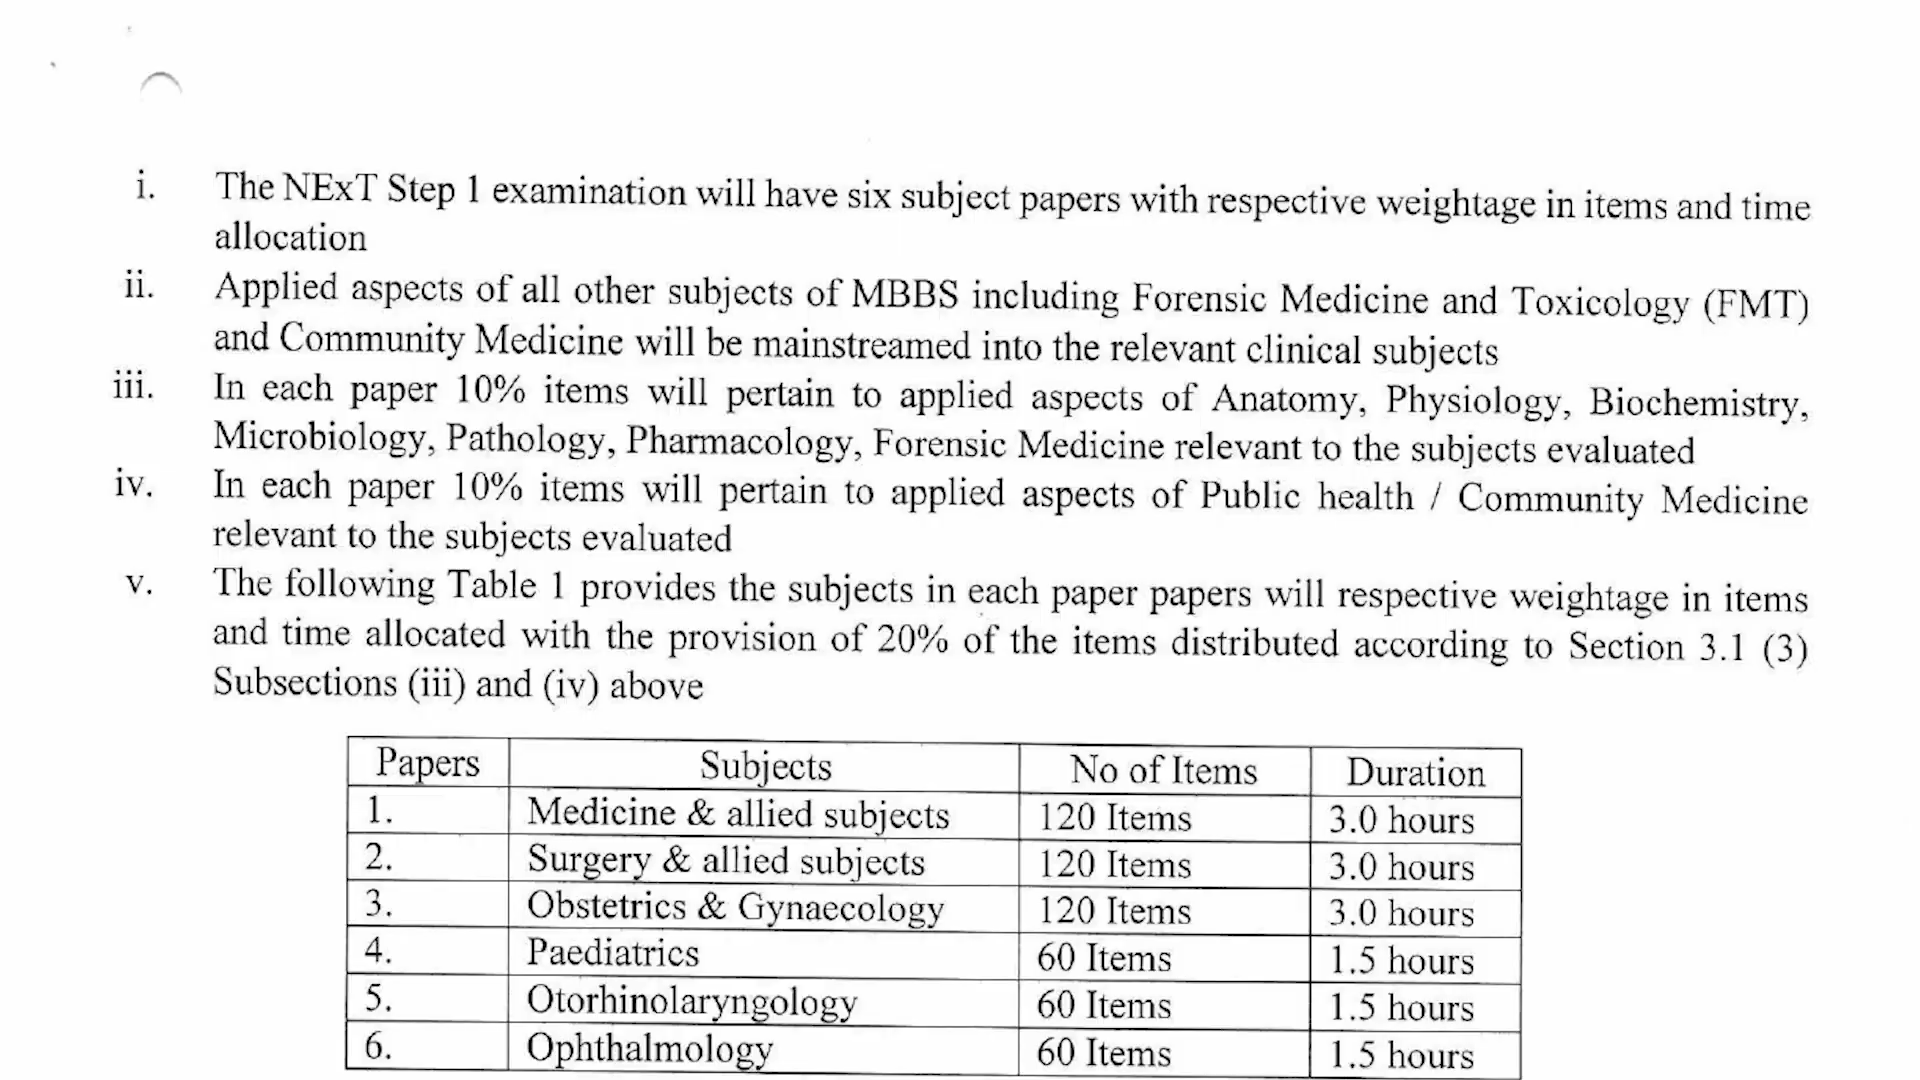 i. The NExT Step 1 examination will have six subject papers with respective weightage in items and time
allocation
ii. Applied aspects of all other subjects of MBBS including Forensic Medicine and Toxicology (FMT)
and Community Medicine will be mainstreamed into the relevant clinical subjects
iii. In each paper 10% items will pertain to applied aspects of Anatomy, Physiology, Biochemistry,
Microbiology, Pathology, Pharmacology, Forensic Medicine relevant to the subjects evaluated
iv. In each paper 10% items will pertain to applied aspects of Public health / Community Medicine
relevant to the subjects evaluated
v. The following Table 1 provides the subjects in each paper papers will respective weightage in items
and time allocated with the provision of 20% of the items distributed according to Section 3.1 (3)
Subsections (iii) and (iv) above
Papers Subjects No of Items Duration
1. Medicine & allied subjects 120 Items 3.0 hours
2. Surgery & allied subjects 120 Items 3.0 hours
3. Obstetrics & Gynaecology 120 Items 3.0 hours
4. Paediatrics 60 Items 1.5 hours
5. Otorhinolaryngology 60 Items 1.5 hours
6. Ophthalmology 60 Items 1.5 hours